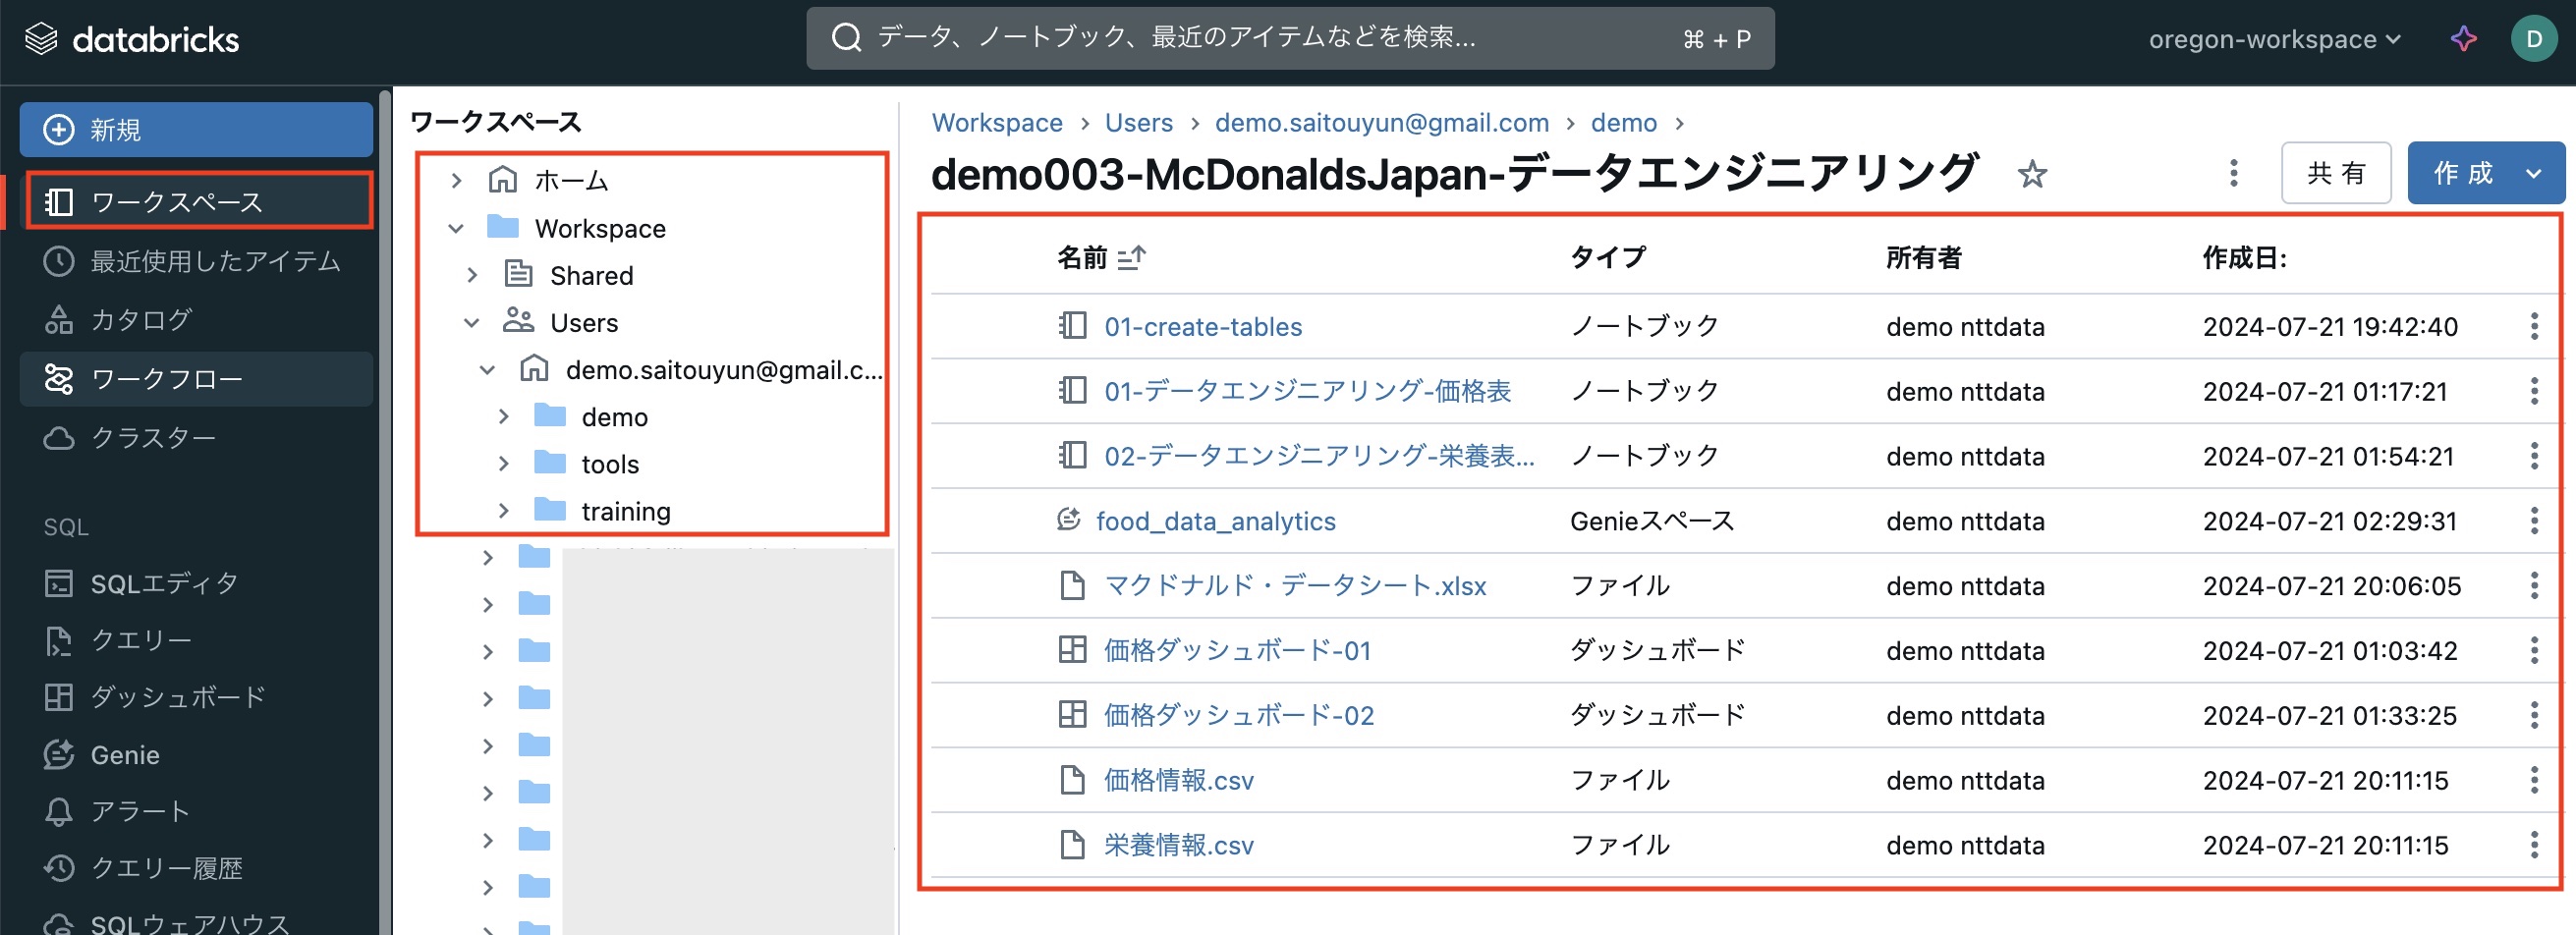 databricks
データ、ノートブック、最近のアイテムなどを検索...
⌘ + P
oregon-workspace
D
新規
ワークスペース
最近使用したアイテム
カタログ
ワークフロー
クラスター
SQL
SQLエディタ
クエリー
ダッシュボード
Genie
アラート
クエリー履歴
SQLウェアハウス
ワークスペース
ホーム
Workspace
Shared
Users
demo.saitouyun@gmail.c...
demo
tools
training
Workspace > Users > demo.saitouyun@gmail.com > demo >
demo003-McDonaldsJapan-データエンジニアリング
共有
作成
名前 タイプ 所有者 作成日:
01-create-tables ノートブック demo nttdata 2024-07-21 19:42:40
01-データエンジニアリング-価格表 ノートブック demo nttdata 2024-07-21 01:17:21
02-データエンジニアリング-栄養表... ノートブック demo nttdata 2024-07-21 01:54:21
food_data_analytics Genieスペース demo nttdata 2024-07-21 02:29:31
マクドナルド・データシート.xlsx ファイル demo nttdata 2024-07-21 20:06:05
価格ダッシュボード-01 ダッシュボード demo nttdata 2024-07-21 01:03:42
価格ダッシュボード-02 ダッシュボード demo nttdata 2024-07-21 01:33:25
価格情報.csv ファイル demo nttdata 2024-07-21 20:11:15
栄養情報.csv ファイル demo nttdata 2024-07-21 20:11:15